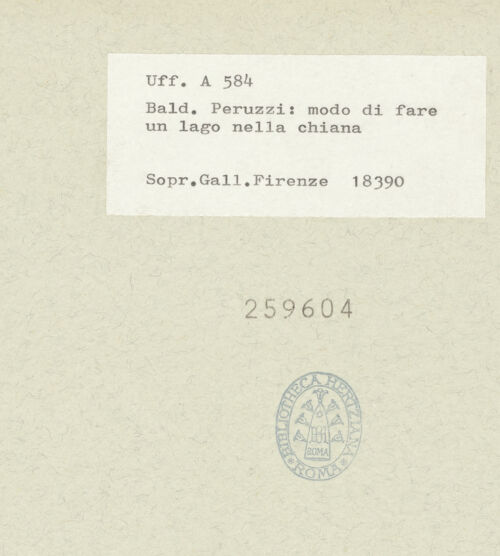 Uff. A 584
Bald. Peruzzi: modo di fare
un lago nella chiana
Sopr.Gall.Firenze 18390
259604
BIBLIOTHECA HERTZIANA
ROMA
ROMA